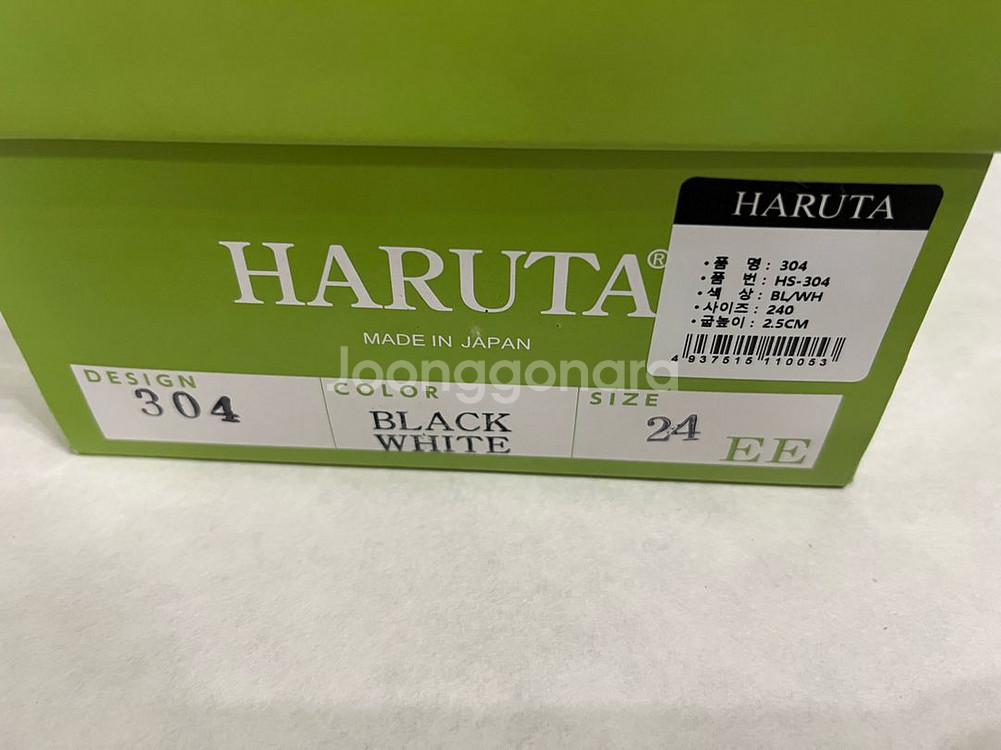 HARUTA®
MADE IN JAPAN
DESIGN
304
COLOR
BLACK
WHITE
SIZE
24
EE
HARUTA
•품 명 : 304
•품 번 : HS-304
•색 상 : BL/WH
•사이즈 : 240
•굽높이 : 2.5CM
4 937515 110053
Joonggonara